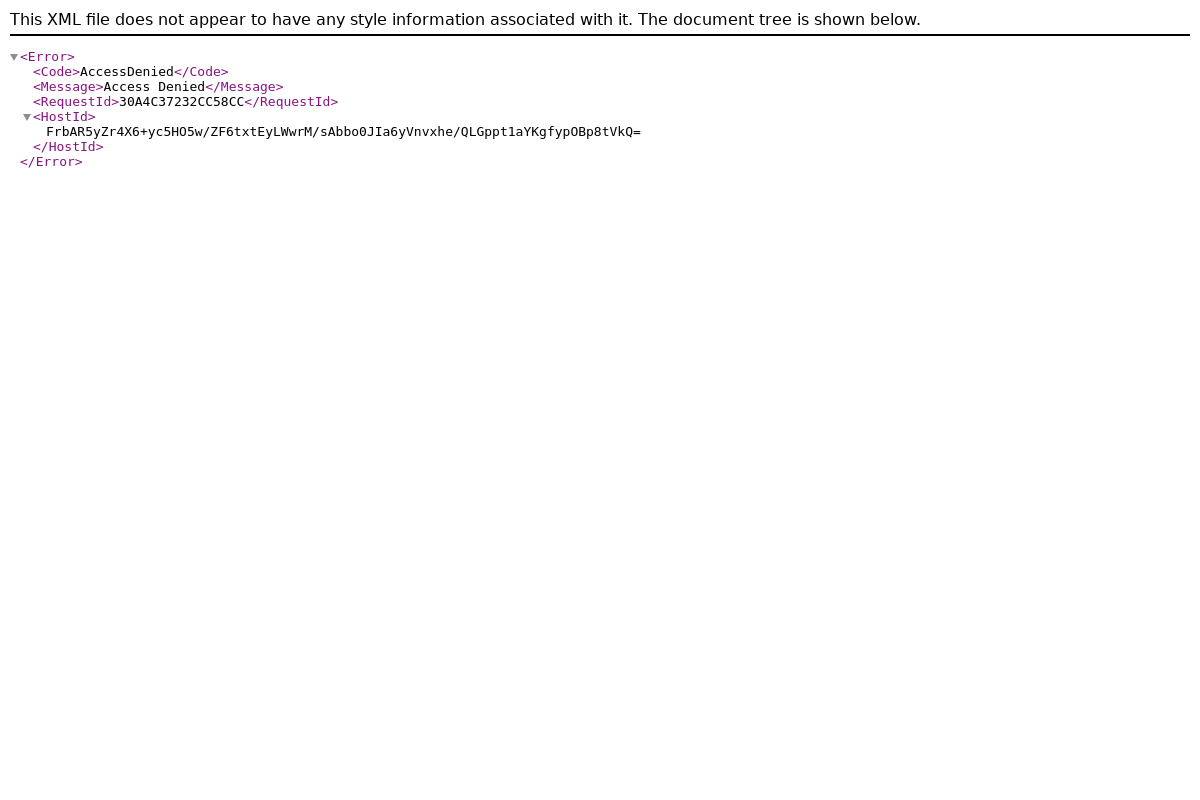 This XML file does not appear to have any style information associated with it. The document tree is shown below.
<Error>
<Code>AccessDenied</Code>
<Message>Access Denied</Message>
<RequestId>30A4C37232CC58CC</RequestId>
<HostId>
FrbAR5yZr4X6+yc5HO5w/ZF6txtEyLWwrM/sAbbo0JIa6yVnvxhe/QLGppt1aYKgfypOBp8tVkQ=
</HostId>
</Error>